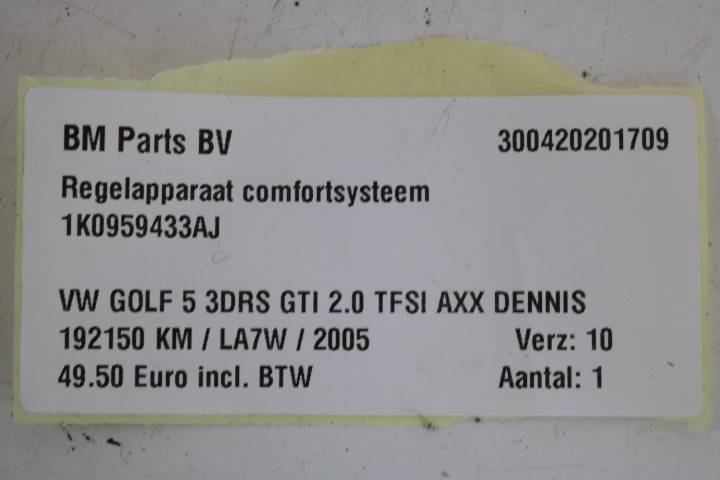 BM Parts BV 300420201709
Regelapparaat comfortsysteem
1K0959433AJ
VW GOLF 5 3DRS GTI 2.0 TFSI AXX DENNIS
192150 KM / LA7W / 2005 Verz: 10
49.50 Euro incl. BTW Aantal: 1